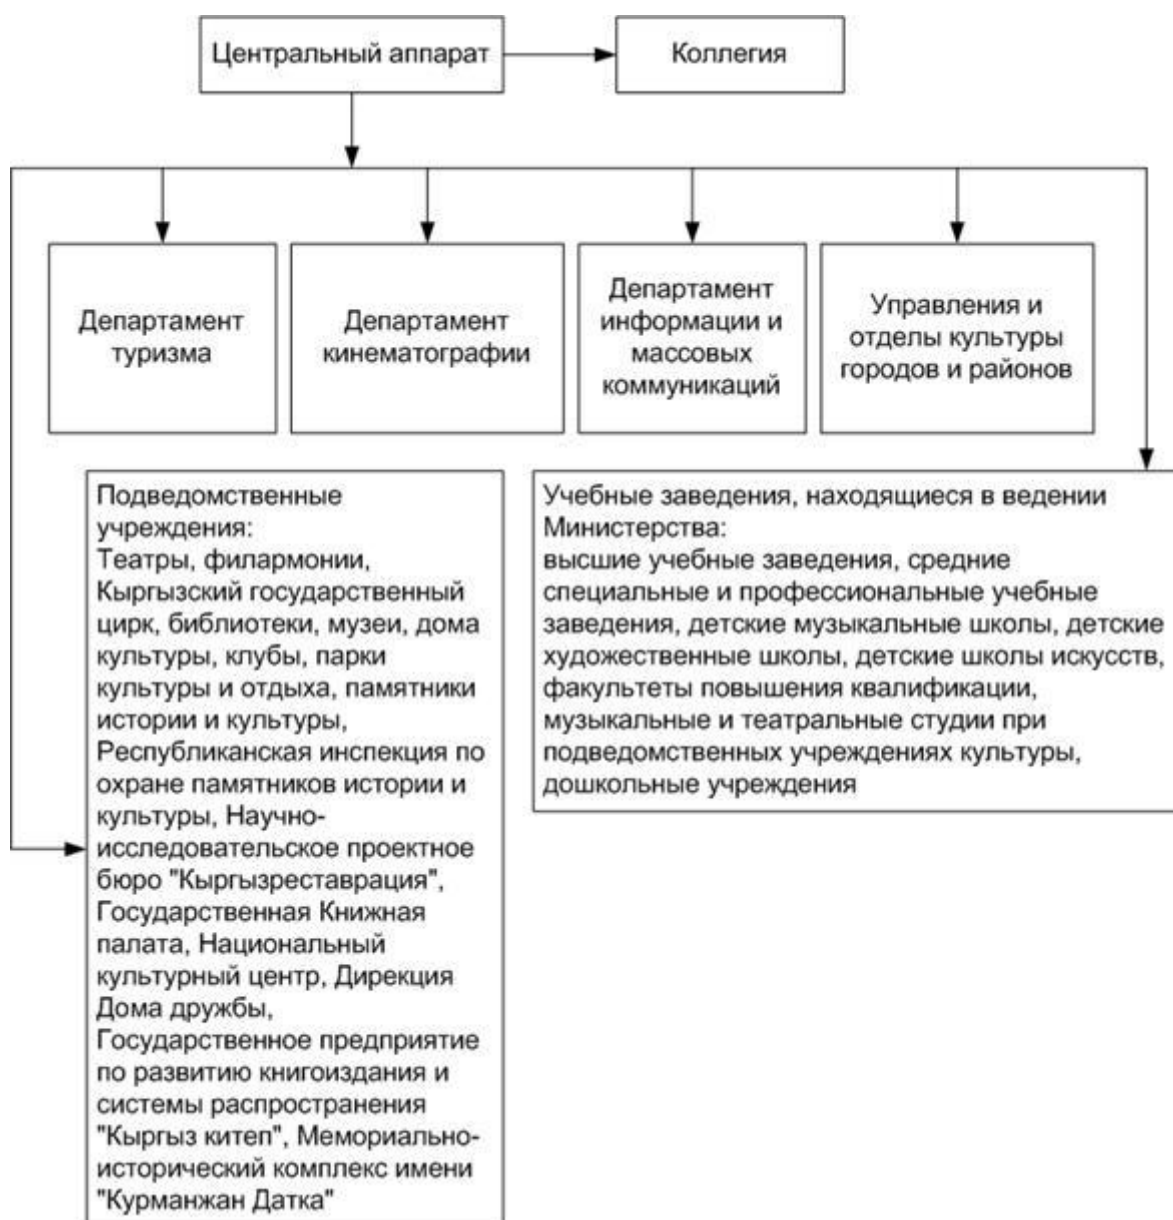 Центральный аппарат
Коллегия
Департамент
туризма
Департамент
кинематографии
Департамент
информации и
массовых
коммуникаций
Управления и
отделы культуры
городов и районов
Подведомственные
учреждения:
Театры, филармонии,
Кыргызский государственный
цирк, библиотеки, музеи, дома
культуры, клубы, парки
культуры и отдыха, памятники
истории и культуры,
Республиканская инспекция по
охране памятников истории и
культуры, Научно-
исследовательское проектное
бюро "Кыргызреставрация",
Государственная Книжная
палата, Национальный
культурный центр, Дирекция
Дома дружбы,
Государственное предприятие
по развитию книгоиздания и
системы распространения
"Кыргыз китеп", Мемориально-
исторический комплекс имени
"Курманжан Датка"
Учебные заведения, находящиеся в ведении
Министерства:
высшие учебные заведения, средние
специальные и профессиональные учебные
заведения, детские музыкальные школы, детские
художественные школы, детские школы искусств,
факультеты повышения квалификации,
музыкальные и театральные студии при
подведомственных учреждениях культуры,
дошкольные учреждения